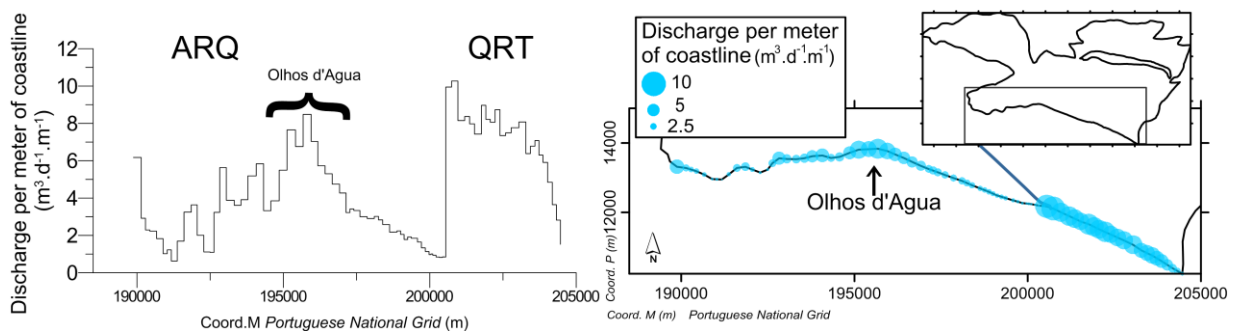 Discharge per meter of coastline
(m³.d⁻¹.m⁻¹)
12
10
8
6
4
2
0
ARQ
QRT
Olhos d'Agua
190000
195000
200000
205000
Coord.M Portuguese National Grid (m)
Discharge per meter
of coastline (m³.d⁻¹.m⁻¹)
10
5
2.5
Olhos d'Agua
N
Coord. P (m)
14000
12000
190000
195000
200000
205000
Coord. M (m) Portuguese National Grid